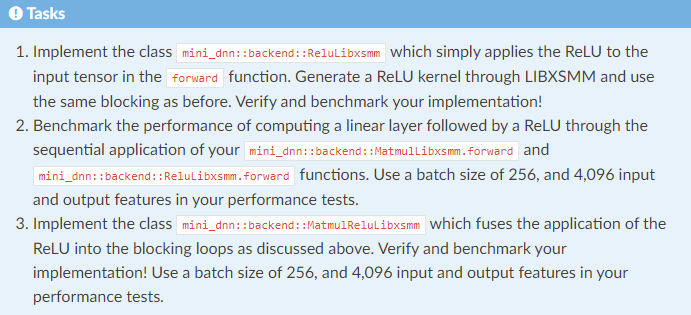 Tasks
1. Implement the class mini_dnn::backend::ReluLibxsmm which simply applies the ReLU to the
input tensor in the forward function. Generate a ReLU kernel through LIBXSMM and use
the same blocking as before. Verify and benchmark your implementation!
2. Benchmark the performance of computing a linear layer followed by a ReLU through the
sequential application of your mini_dnn::backend::MatmulLibxsmm.forward and
mini_dnn::backend::ReluLibxsmm.forward functions. Use a batch size of 256, and 4,096 input
and output features in your performance tests.
3. Implement the class mini_dnn::backend::MatmulReluLibxsmm which fuses the application of the
ReLU into the blocking loops as discussed above. Verify and benchmark your
implementation! Use a batch size of 256, and 4,096 input and output features in your
performance tests.